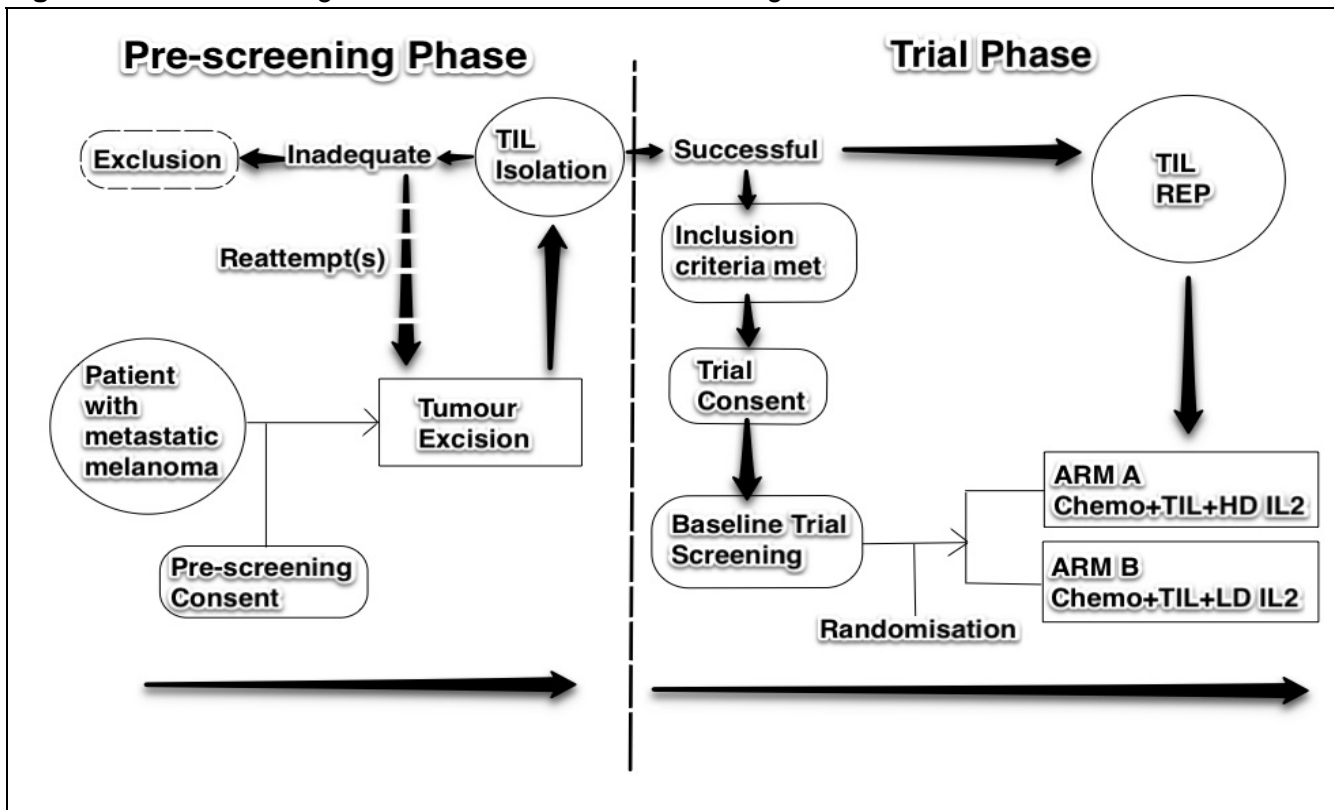 Pre-screening Phase
Exclusion
Inadequate
TIL
Isolation
Reattempt(s)
Patient
with
metastatic
melanoma
Tumour
Excision
Pre-screening
Consent
Trial Phase
Successful
TIL
REP
Inclusion
criteria met
Trial
Consent
Baseline Trial
Screening
Randomisation
ARM A
Chemo+TIL+HD IL2
ARM B
Chemo+TIL+LD IL2